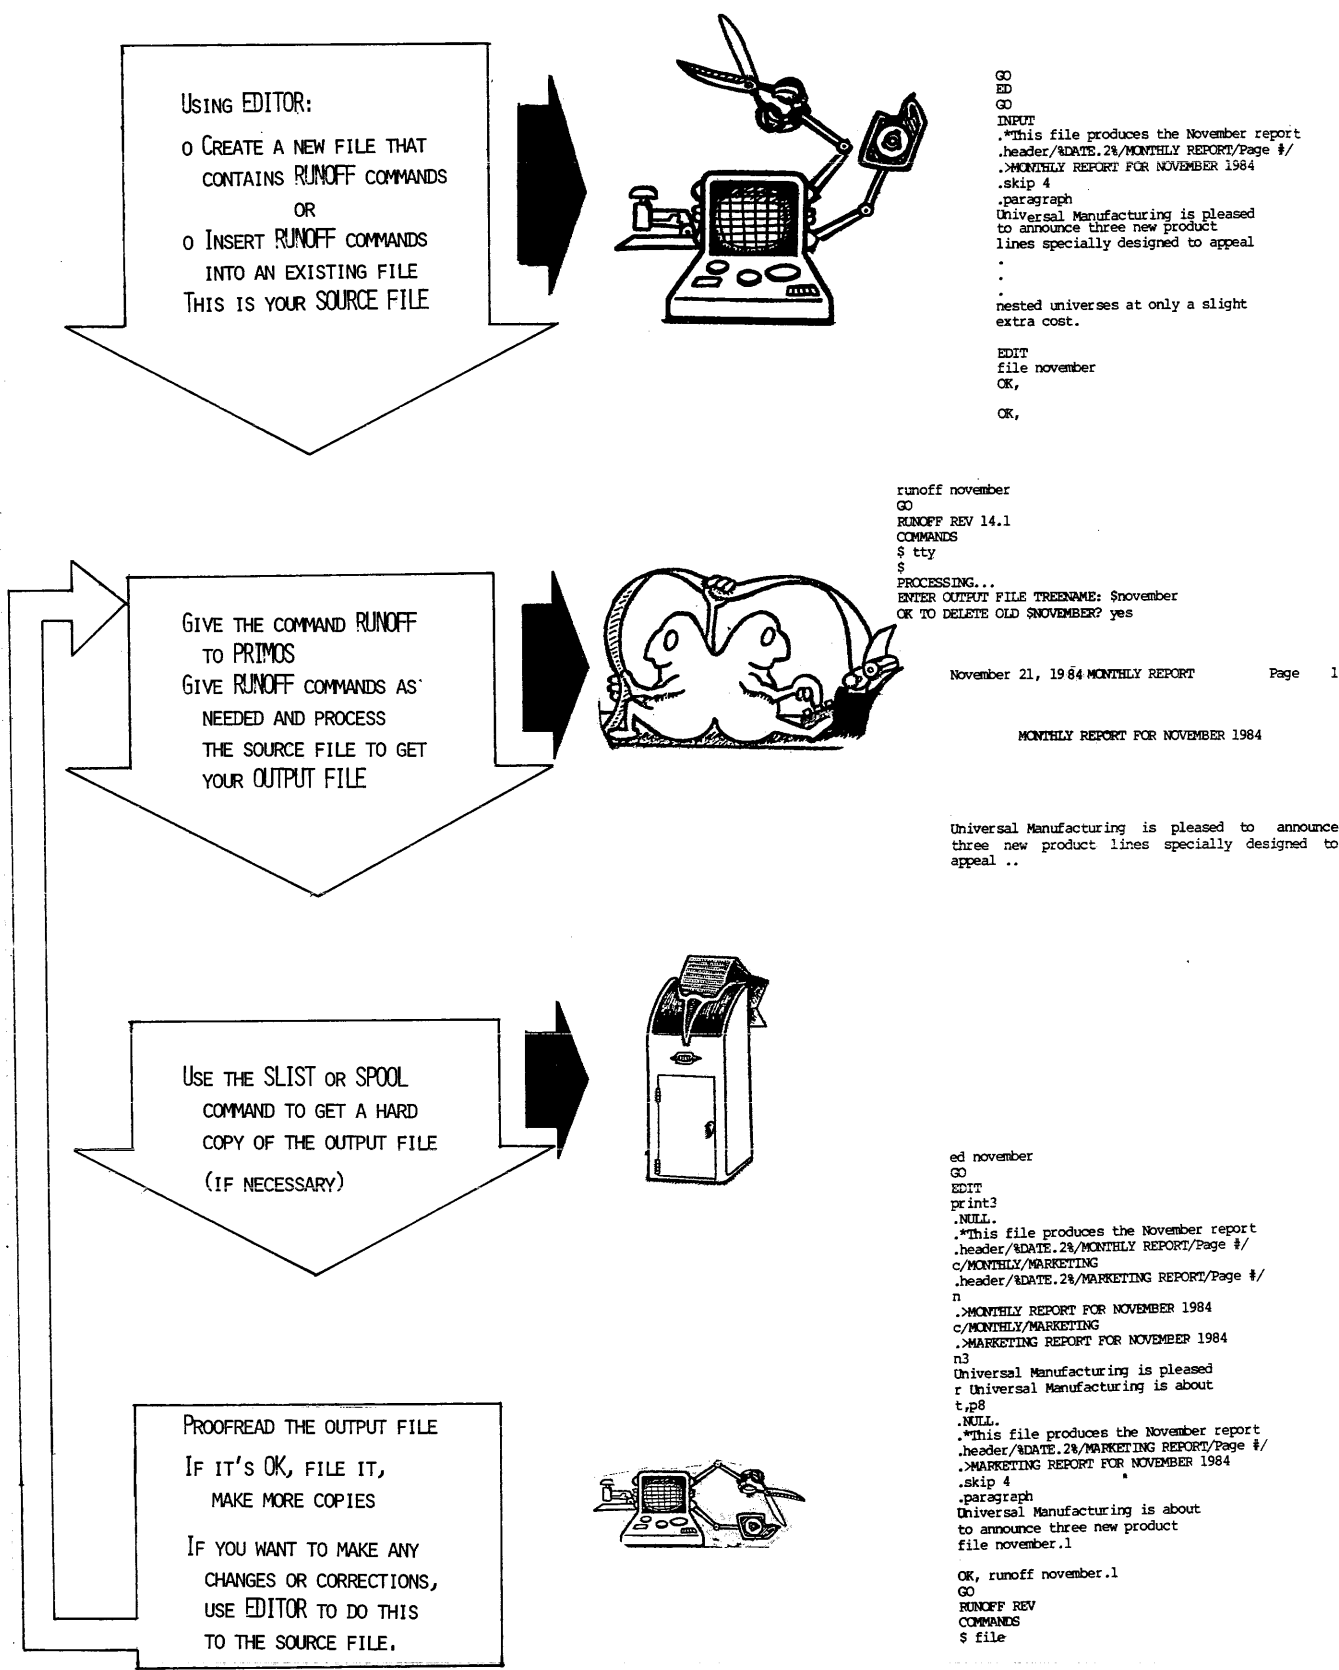 USING EDITOR:
o CREATE A NEW FILE THAT
CONTAINS RUNOFF COMMANDS
OR
o INSERT RUNOFF COMMANDS
INTO AN EXISTING FILE
THIS IS YOUR SOURCE FILE
GO
ED
GO
INPUT
.*This file produces the November report
.header/%DATE.2%/MONTHLY REPORT/Page #/
.>MONTHLY REPORT FOR NOVEMBER 1984
.skip 4
.paragraph
Universal Manufacturing is pleased
to announce three new product
lines specially designed to appeal
.
.
.
nested universes at only a slight
extra cost.
EDIT
file november
OK,
OK,
GIVE THE COMMAND RUNOFF
TO PRIMOS
GIVE RUNOFF COMMANDS AS
NEEDED AND PROCESS
THE SOURCE FILE TO GET
YOUR OUTPUT FILE
runoff november
GO
RUNOFF REV 14.1
COMMANDS
$ tty
$
PROCESSING...
ENTER OUTPUT FILE TREENAME: $november
OK TO DELETE OLD $NOVEMBER? yes
November 21, 1984 MONTHLY REPORT Page 1
MONTHLY REPORT FOR NOVEMBER 1984
Universal Manufacturing is pleased to announce
three new product lines specially designed to
appeal ..
USE THE SLIST OR SPOOL
COMMAND TO GET A HARD
COPY OF THE OUTPUT FILE
(IF NECESSARY)
PROOFREAD THE OUTPUT FILE
IF IT'S OK, FILE IT,
MAKE MORE COPIES
IF YOU WANT TO MAKE ANY
CHANGES OR CORRECTIONS,
USE EDITOR TO DO THIS
TO THE SOURCE FILE.
ed november
GO
EDIT
print3
.NULL.
.*This file produces the November report
.header/%DATE.2%/MONTHLY REPORT/Page #/
c/MONTHLY/MARKETING
.header/%DATE.2%/MARKETING REPORT/Page #/
n
.>MONTHLY REPORT FOR NOVEMBER 1984
c/MONTHLY/MARKETING
.>MARKETING REPORT FOR NOVEMBER 1984
n3
Universal Manufacturing is pleased
r Universal Manufacturing is about
t,p8
.NULL.
.*This file produces the November report
.header/%DATE.2%/MARKETING REPORT/Page #/
.>MARKETING REPORT FOR NOVEMBER 1984
.skip 4
.paragraph
Universal Manufacturing is about
to announce three new product
file november.1
OK, runoff november.1
GO
RUNOFF REV
COMMANDS
$ file